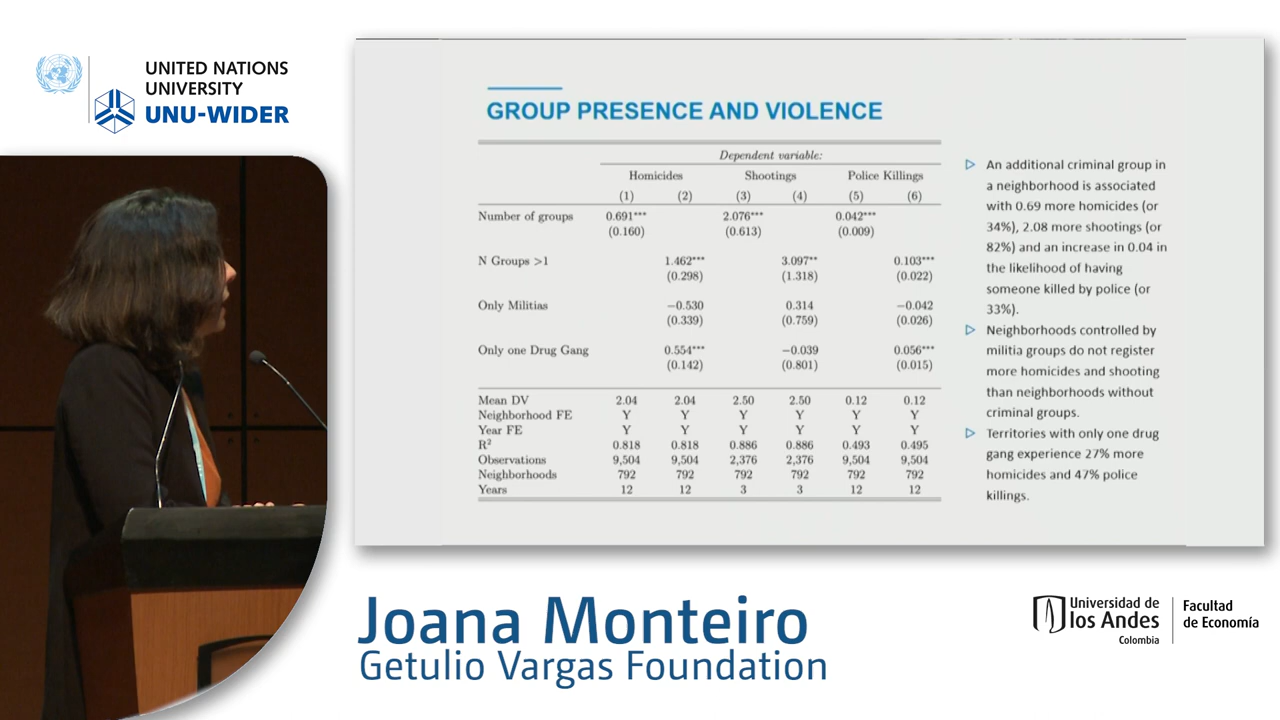 UNITED NATIONS
UNIVERSITY
UNU-WIDER
GROUP PRESENCE AND VIOLENCE
Dependent variable:
Homicides Shootings Police Killings
(1) (2) (3) (4) (5) (6)
Number of groups 0.691*** 2.076*** 0.042***
(0.160) (0.613) (0.009)
N Groups >1 1.462*** 3.097** 0.103***
(0.298) (1.318) (0.022)
Only Militias −0.530 0.314 −0.042
(0.339) (0.759) (0.026)
Only one Drug Gang 0.554*** −0.039 0.056***
(0.142) (0.801) (0.015)
Mean DV 2.04 2.04 2.50 2.50 0.12 0.12
Neighborhood FE Y Y Y Y Y Y
Year FE Y Y Y Y Y Y
R² 0.818 0.818 0.886 0.886 0.493 0.495
Observations 9,504 9,504 2,376 2,376 9,504 9,504
Neighborhoods 792 792 792 792 792 792
Years 12 12 3 3 12 12
An additional criminal group in
a neighborhood is associated
with 0.69 more homicides (or
34%), 2.08 more shootings (or
82%) and an increase in 0.04 in
the likelihood of having
someone killed by police (or
33%).
Neighborhoods controlled by
militia groups do not register
more homicides and shooting
than neighborhoods without
criminal groups.
Territories with only one drug
gang experience 27% more
homicides and 47% police
killings.
Joana Monteiro
Getulio Vargas Foundation
Universidad de
los Andes
Colombia
Facultad
de Economía